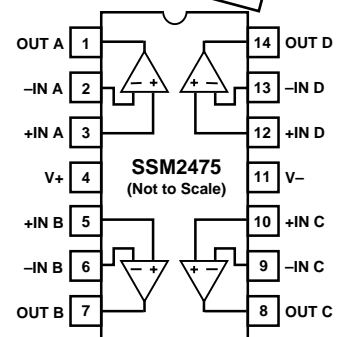 OUT A 1 14 OUT D
–IN A 2 13 –IN D
+IN A 3 12 +IN D
V+ 4 SSM2475 11 V–
(Not to Scale)
+IN B 5 10 +IN C
–IN B 6 9 –IN C
OUT B 7 8 OUT C
– + + –
– + + –